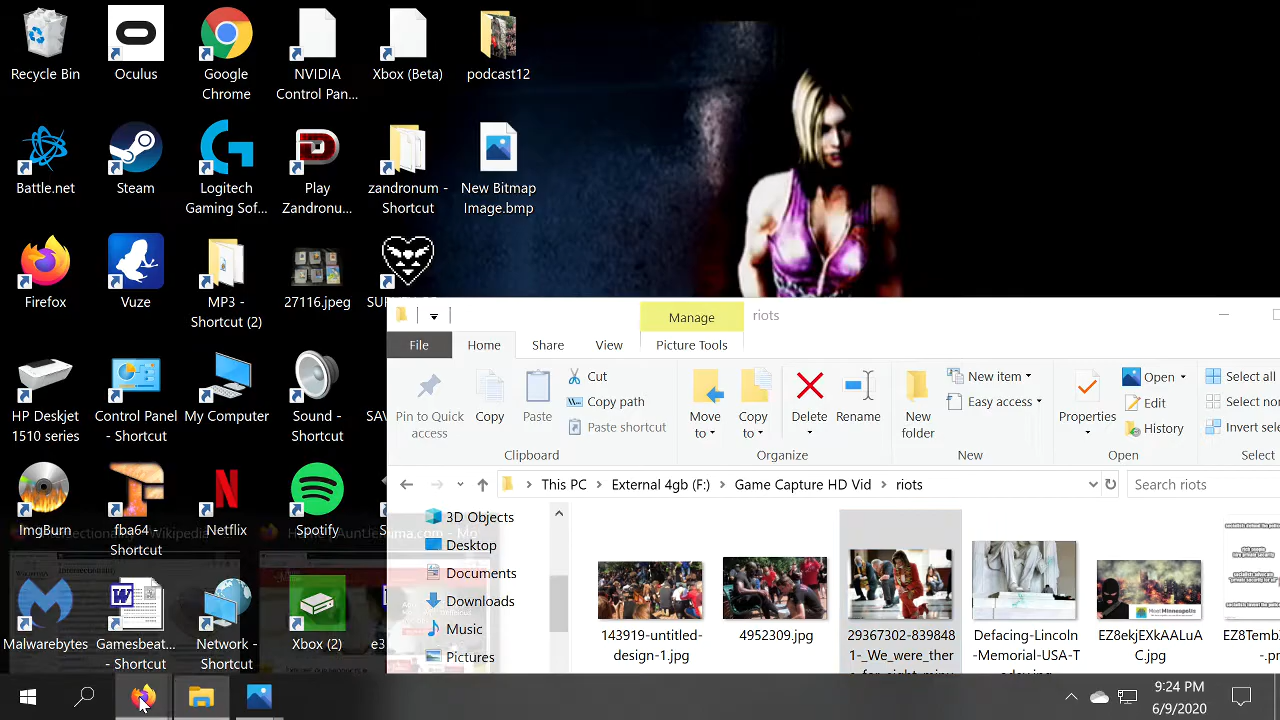 Recycle Bin
Oculus
Google
Chrome
NVIDIA
Control Pan...
Xbox (Beta)
podcast12
Battle.net
Steam
Logitech
Gaming Sof...
Play
Zandronu...
zandronum -
Shortcut
New Bitmap
Image.bmp
Firefox
Vuze
MP3 -
Shortcut (2)
27116.jpeg
HP Deskjet
1510 series
Control Panel
- Shortcut
My Computer
Sound -
Shortcut
ImgBurn
fba64 -
Shortcut
Netflix
Spotify
Malwarebytes
Gamesbeat...
- Shortcut
Network -
Shortcut
Xbox (2)
e3
Manage
riots
File
Home
Share
View
Picture Tools
Pin to Quick
access
Copy
Paste
Cut
Copy path
Paste shortcut
Clipboard
Move
to
Copy
to
Delete
Rename
Organize
New
folder
New item
Easy access
New
Properties
Open
Edit
History
Open
Select all
Select
This PC
External 4gb (F:)
Game Capture HD Vid
riots
Search riots
3D Objects
Desktop
Documents
Downloads
Music
Pictures
143919-untitled-
design-1.jpg
4952309.jpg
29367302-839848
1-_We_were_ther
Defacing-Lincoln
-Memorial-USA-T
EZ8ekjEXkAALuA
9:24 PM
6/9/2020